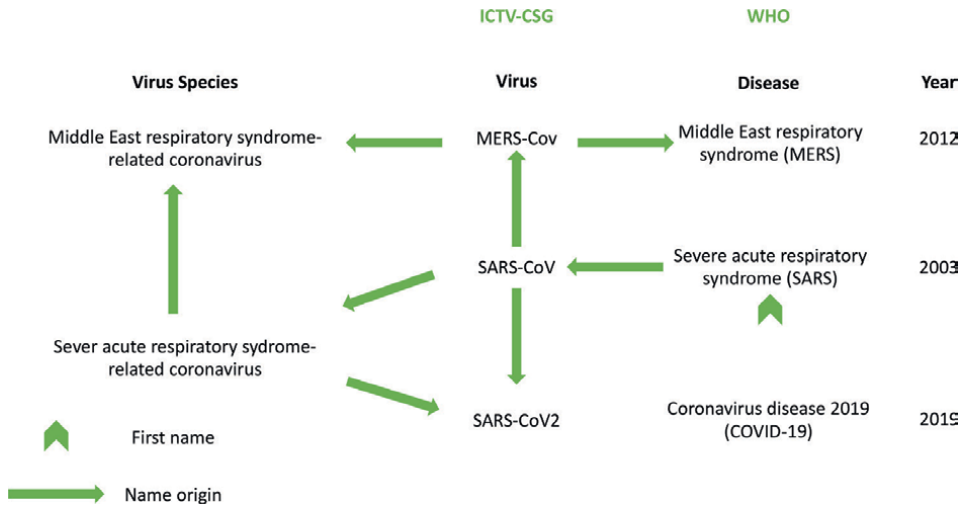 ICTV-CSG WHO
Virus Species Virus Disease Year
Middle East respiratory syndrome-
related coronavirus
MERS-Cov
Middle East respiratory
syndrome (MERS)
2012
SARS-CoV
Severe acute respiratory
syndrome (SARS)
2003
Sever acute respiratory sydrome-
related coronavirus
SARS-CoV2
Coronavirus disease 2019
(COVID-19)
2019
First name
Name origin